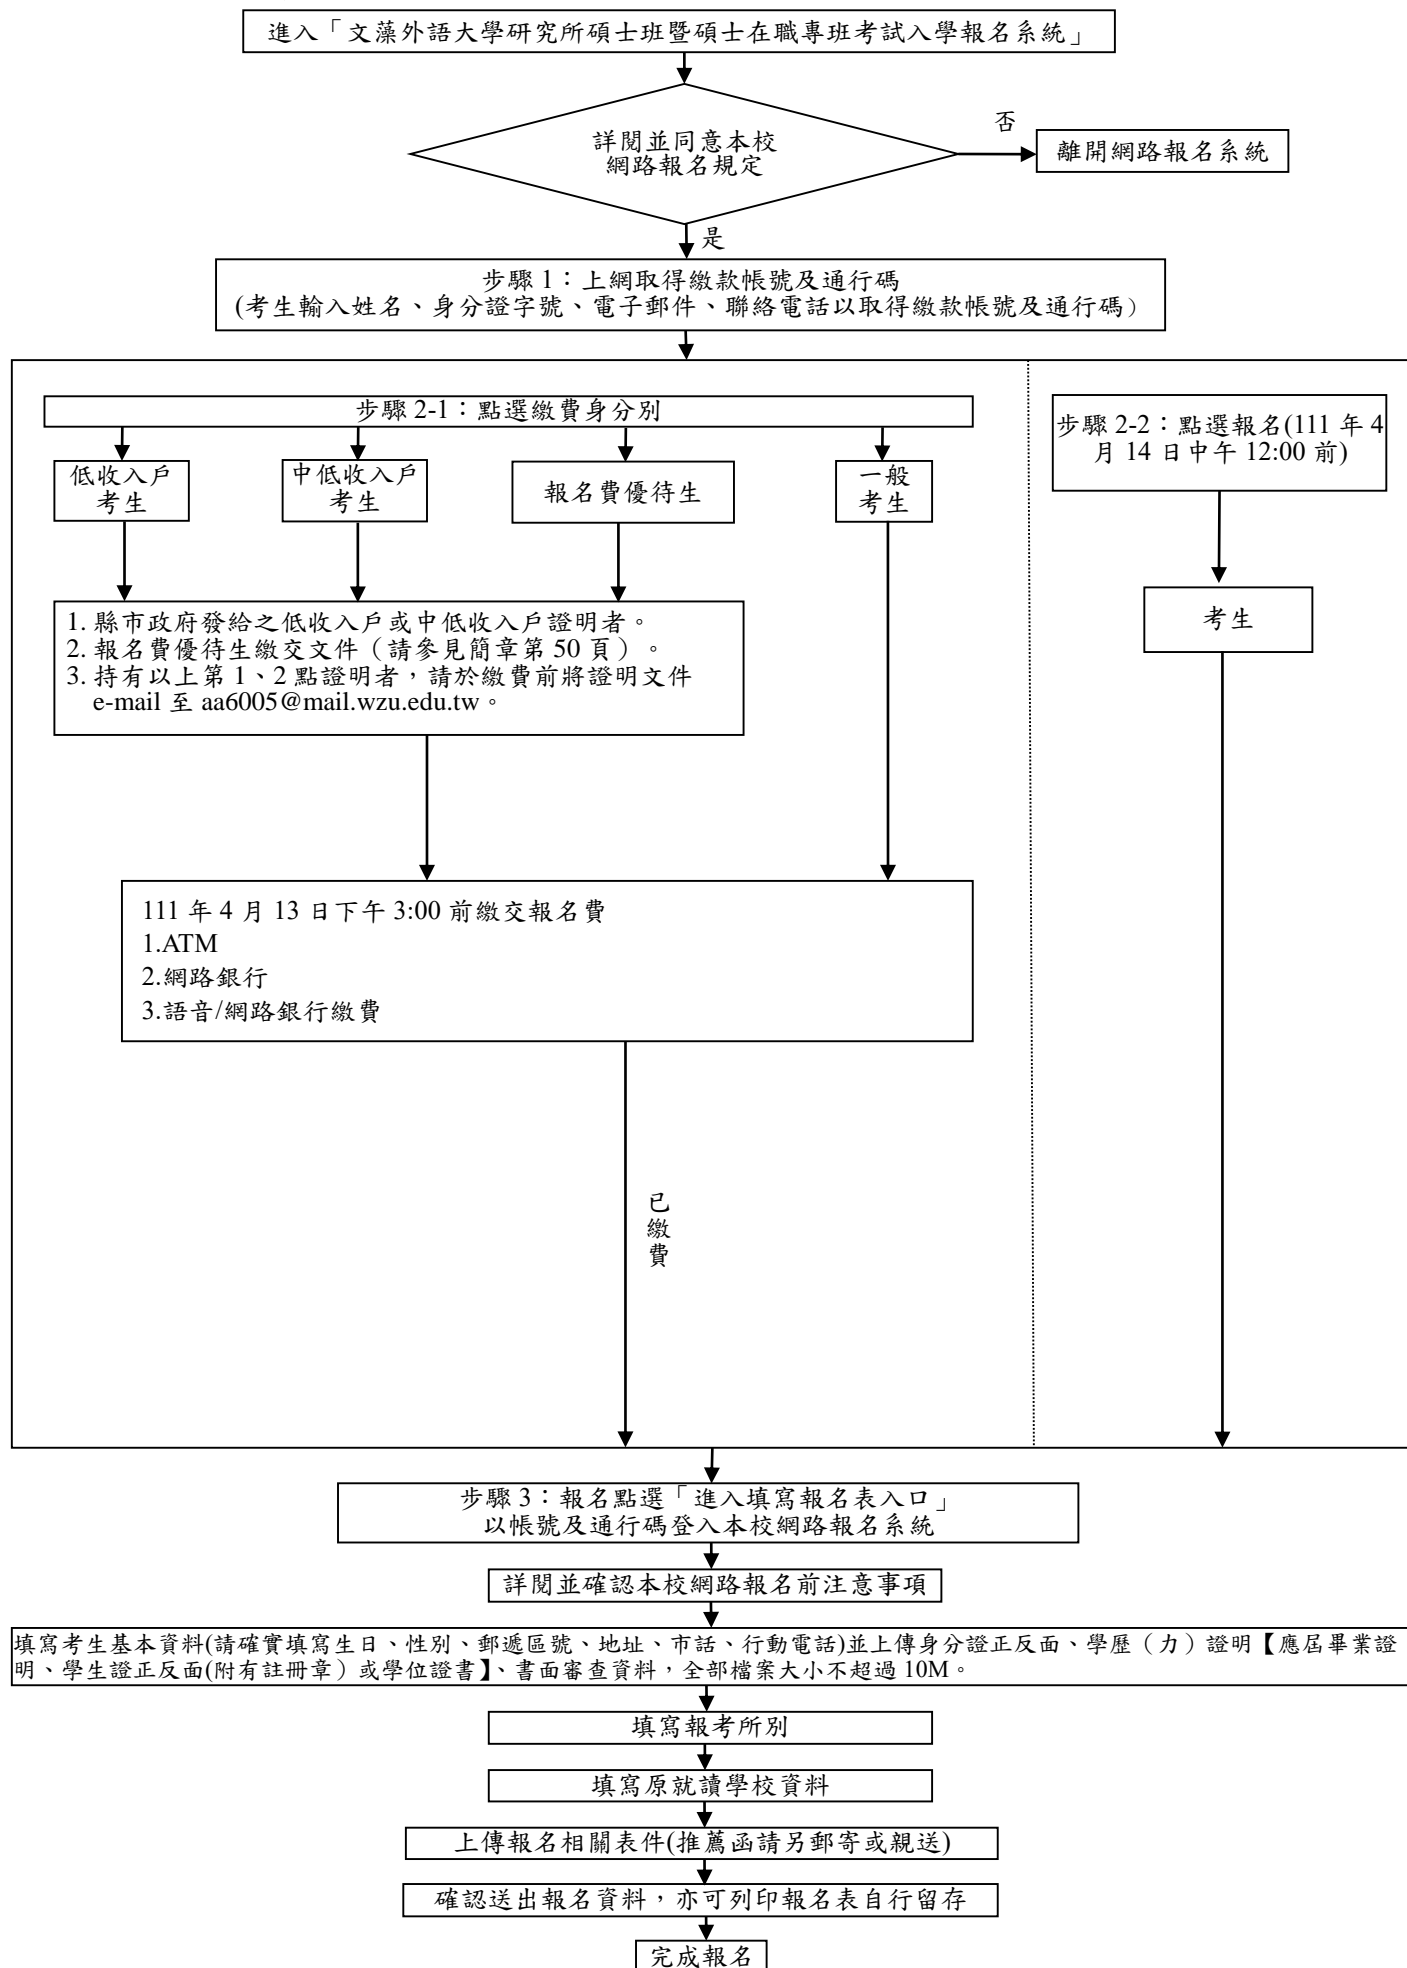 進入「文藻外語大學研究所碩士班暨碩士在職專班考試入學報名系統」
詳閱並同意本校
網路報名規定
否
離開網路報名系統
是
步驟 1：上網取得繳款帳號及通行碼
(考生輸入姓名、身分證字號、電子郵件、聯絡電話以取得繳款帳號及通行碼）
步驟 2-1：點選繳費身分別
低收入戶
考生
中低收入戶
考生
報名費優待生
一般
考生
1. 縣市政府發給之低收入戶或中低收入戶證明者。
2. 報名費優待生繳交文件（請參見簡章第 50 頁）。
3. 持有以上第 1、2 點證明者，請於繳費前將證明文件
e-mail 至 aa6005@mail.wzu.edu.tw。
111 年 4 月 13 日下午 3:00 前繳交報名費
1.ATM
2.網路銀行
3.語音/網路銀行繳費
已
繳
費
步驟 2-2：點選報名(111 年 4
月 14 日中午 12:00 前)
考生
步驟 3：報名點選「進入填寫報名表入口」
以帳號及通行碼登入本校網路報名系統
詳閱並確認本校網路報名前注意事項
填寫考生基本資料(請確實填寫生日、性別、郵遞區號、地址、市話、行動電話)並上傳身分證正反面、學歷（力）證明【應屆畢業證
明、學生證正反面(附有註冊章）或學位證書】、書面審查資料，全部檔案大小不超過 10M。
填寫報考所別
填寫原就讀學校資料
上傳報名相關表件(推薦函請另郵寄或親送)
確認送出報名資料，亦可列印報名表自行留存
完成報名